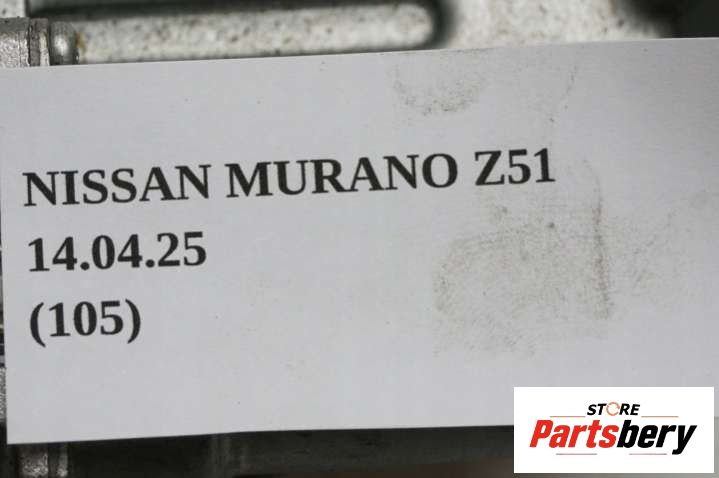 NISSAN MURANO Z51
14.04.25
(105)
STORE
Partsbery